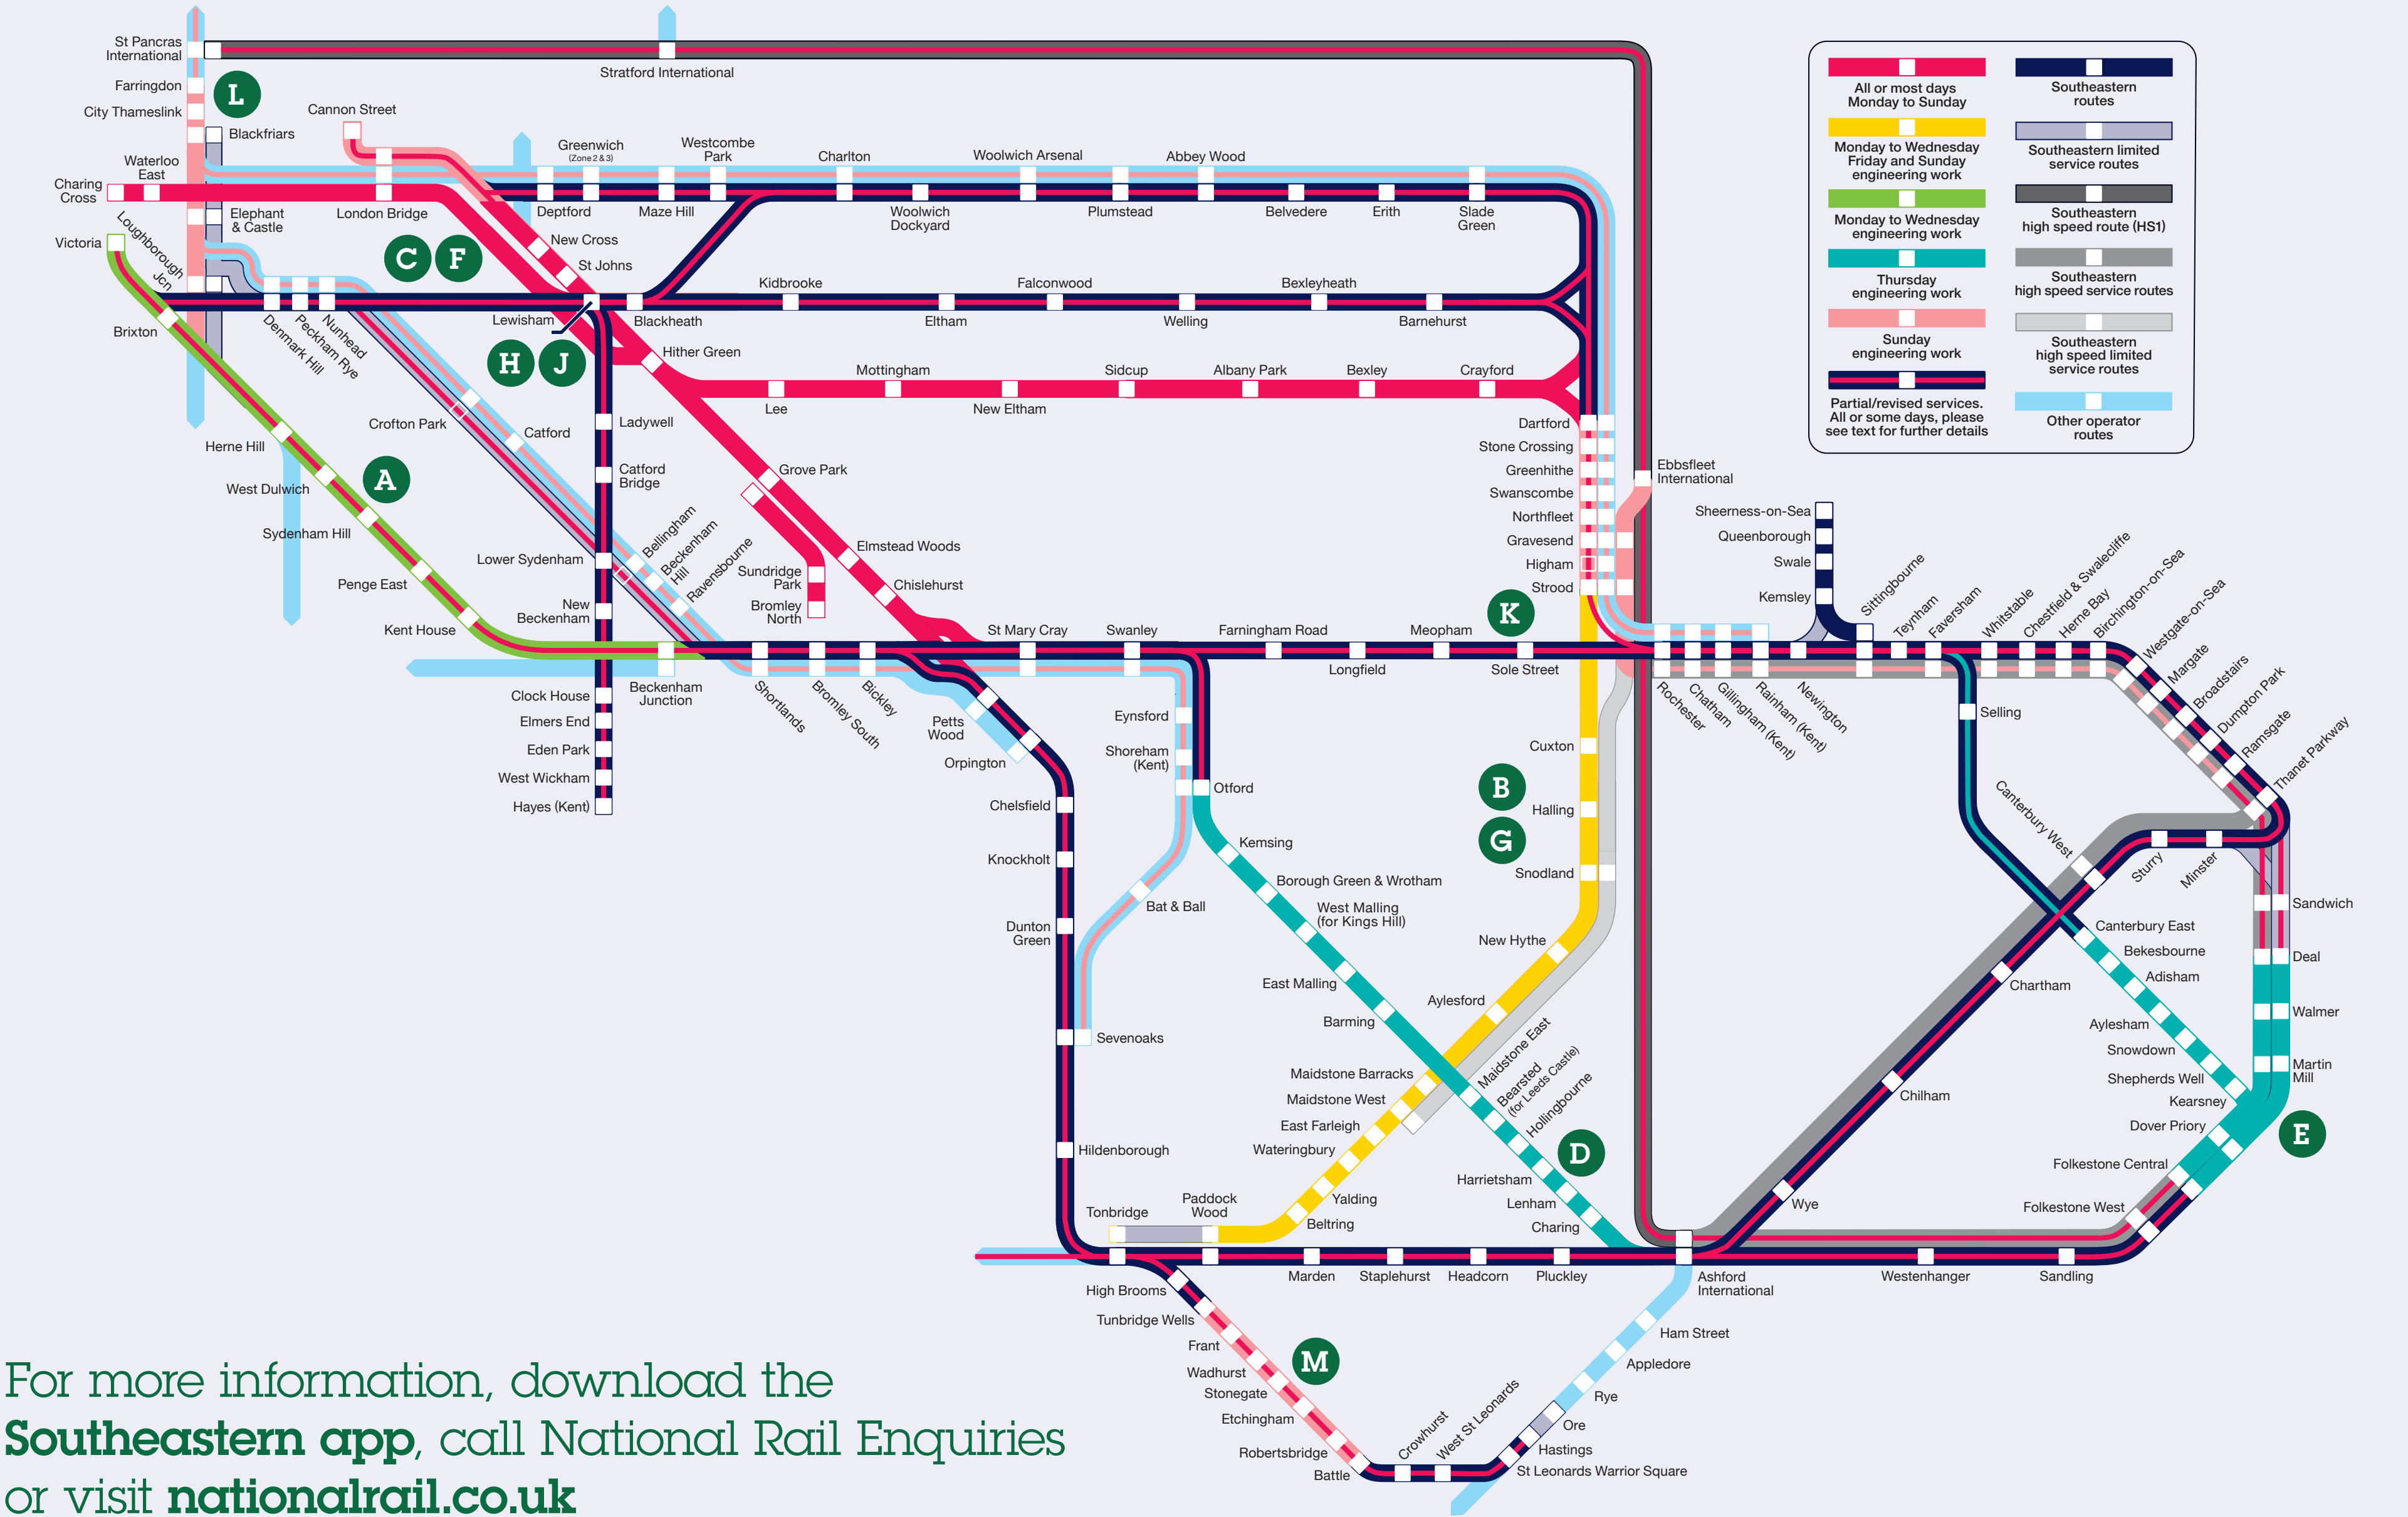 St Pancras
International
Stratford International
Farringdon
City Thameslink
L
Blackfriars
Cannon Street
Waterloo
East
Charing
Cross
London Bridge
Elephant
& Castle
Victoria
Loughborough
Jcn
Greenwich
(Zone 2 & 3)
Westcombe
Park
Charlton
Woolwich Arsenal
Abbey Wood
Deptford
Maze Hill
Woolwich
Dockyard
Plumstead
Belvedere
Erith
Slade
Green
C
F
New Cross
St Johns
Kidbrooke
Falconwood
Bexleyheath
Lewisham
Blackheath
Eltham
Welling
Barnehurst
Brixton
Denmark Hill
Peckham Rye
Nunhead
H
J
Hither Green
Mottingham
Sidcup
Albany Park
Bexley
Crayford
Lee
New Eltham
Crofton Park
Catford
Ladywell
Catford
Bridge
Herne Hill
West Dulwich
A
Sydenham Hill
Penge East
Kent House
Grove Park
Elmstead Woods
Chislehurst
Sundridge
Park
Bromley
North
Lower Sydenham
Bellingham
Beckenham
Hill
Ravensbourne
New
Beckenham
Clock House
Elmers End
Eden Park
West Wickham
Hayes (Kent)
Beckenham
Junction
Shortlands
Bromley South
Bickley
Petts
Wood
Orpington
St Mary Cray
Swanley
Farningham Road
Longfield
Meopham
Sole Street
K
Dartford
Stone Crossing
Greenhithe
Swanscombe
Northfleet
Gravesend
Higham
Strood
Ebbsfleet
International
Sheerness-on-Sea
Queenborough
Swale
Kemsley
Sittingbourne
Teynham
Faversham
Whitstable
Chestfield & Swalecliffe
Herne Bay
Birchington-on-Sea
Westgate-on-Sea
Margate
Broadstairs
Dumpton Park
Ramsgate
Thanet Parkway
Rochester
Chatham
Gillingham (Kent)
Rainham (Kent)
Newington
Selling
Eynsford
Shoreham
(Kent)
Otford
Kemsing
Borough Green & Wrotham
West Malling
(for Kings Hill)
East Malling
Barming
Bat & Ball
Chelsfield
Knockholt
Dunton
Green
Sevenoaks
Hildenborough
Cuxton
B
Halling
G
Snodland
New Hythe
Aylesford
Maidstone East
Bearsted
(for Leeds Castle)
Hollingbourne
Maidstone Barracks
Maidstone West
East Farleigh
Wateringbury
Yalding
Beltring
D
Harrietsham
Lenham
Charing
Tonbridge
Paddock
Wood
Canterbury West
Sturry
Minster
Sandwich
Deal
Walmer
Martin
Mill
Canterbury East
Bekesbourne
Adisham
Aylesham
Snowdown
Shepherds Well
Kearsney
Dover Priory
E
Folkestone Central
Folkestone West
Chartham
Chilham
Wye
Marden
Staplehurst
Headcorn
Pluckley
Ashford
International
Westenhanger
Sandling
High Brooms
Tunbridge Wells
Frant
Wadhurst
Stonegate
Etchingham
Robertsbridge
Battle
M
Crowhurst
West St Leonards
Ham Street
Appledore
Rye
Ore
Hastings
St Leonards Warrior Square
All or most days
Monday to Sunday
Monday to Wednesday
Friday and Sunday
engineering work
Monday to Wednesday
engineering work
Thursday
engineering work
Sunday
engineering work
Partial/revised services.
All or some days, please
see text for further details
Southeastern
routes
Southeastern limited
service routes
Southeastern
high speed route (HS1)
Southeastern
high speed service routes
Southeastern
high speed limited
service routes
Other operator
routes
For more information, download the
Southeastern app, call National Rail Enquiries
or visit nationalrail.co.uk